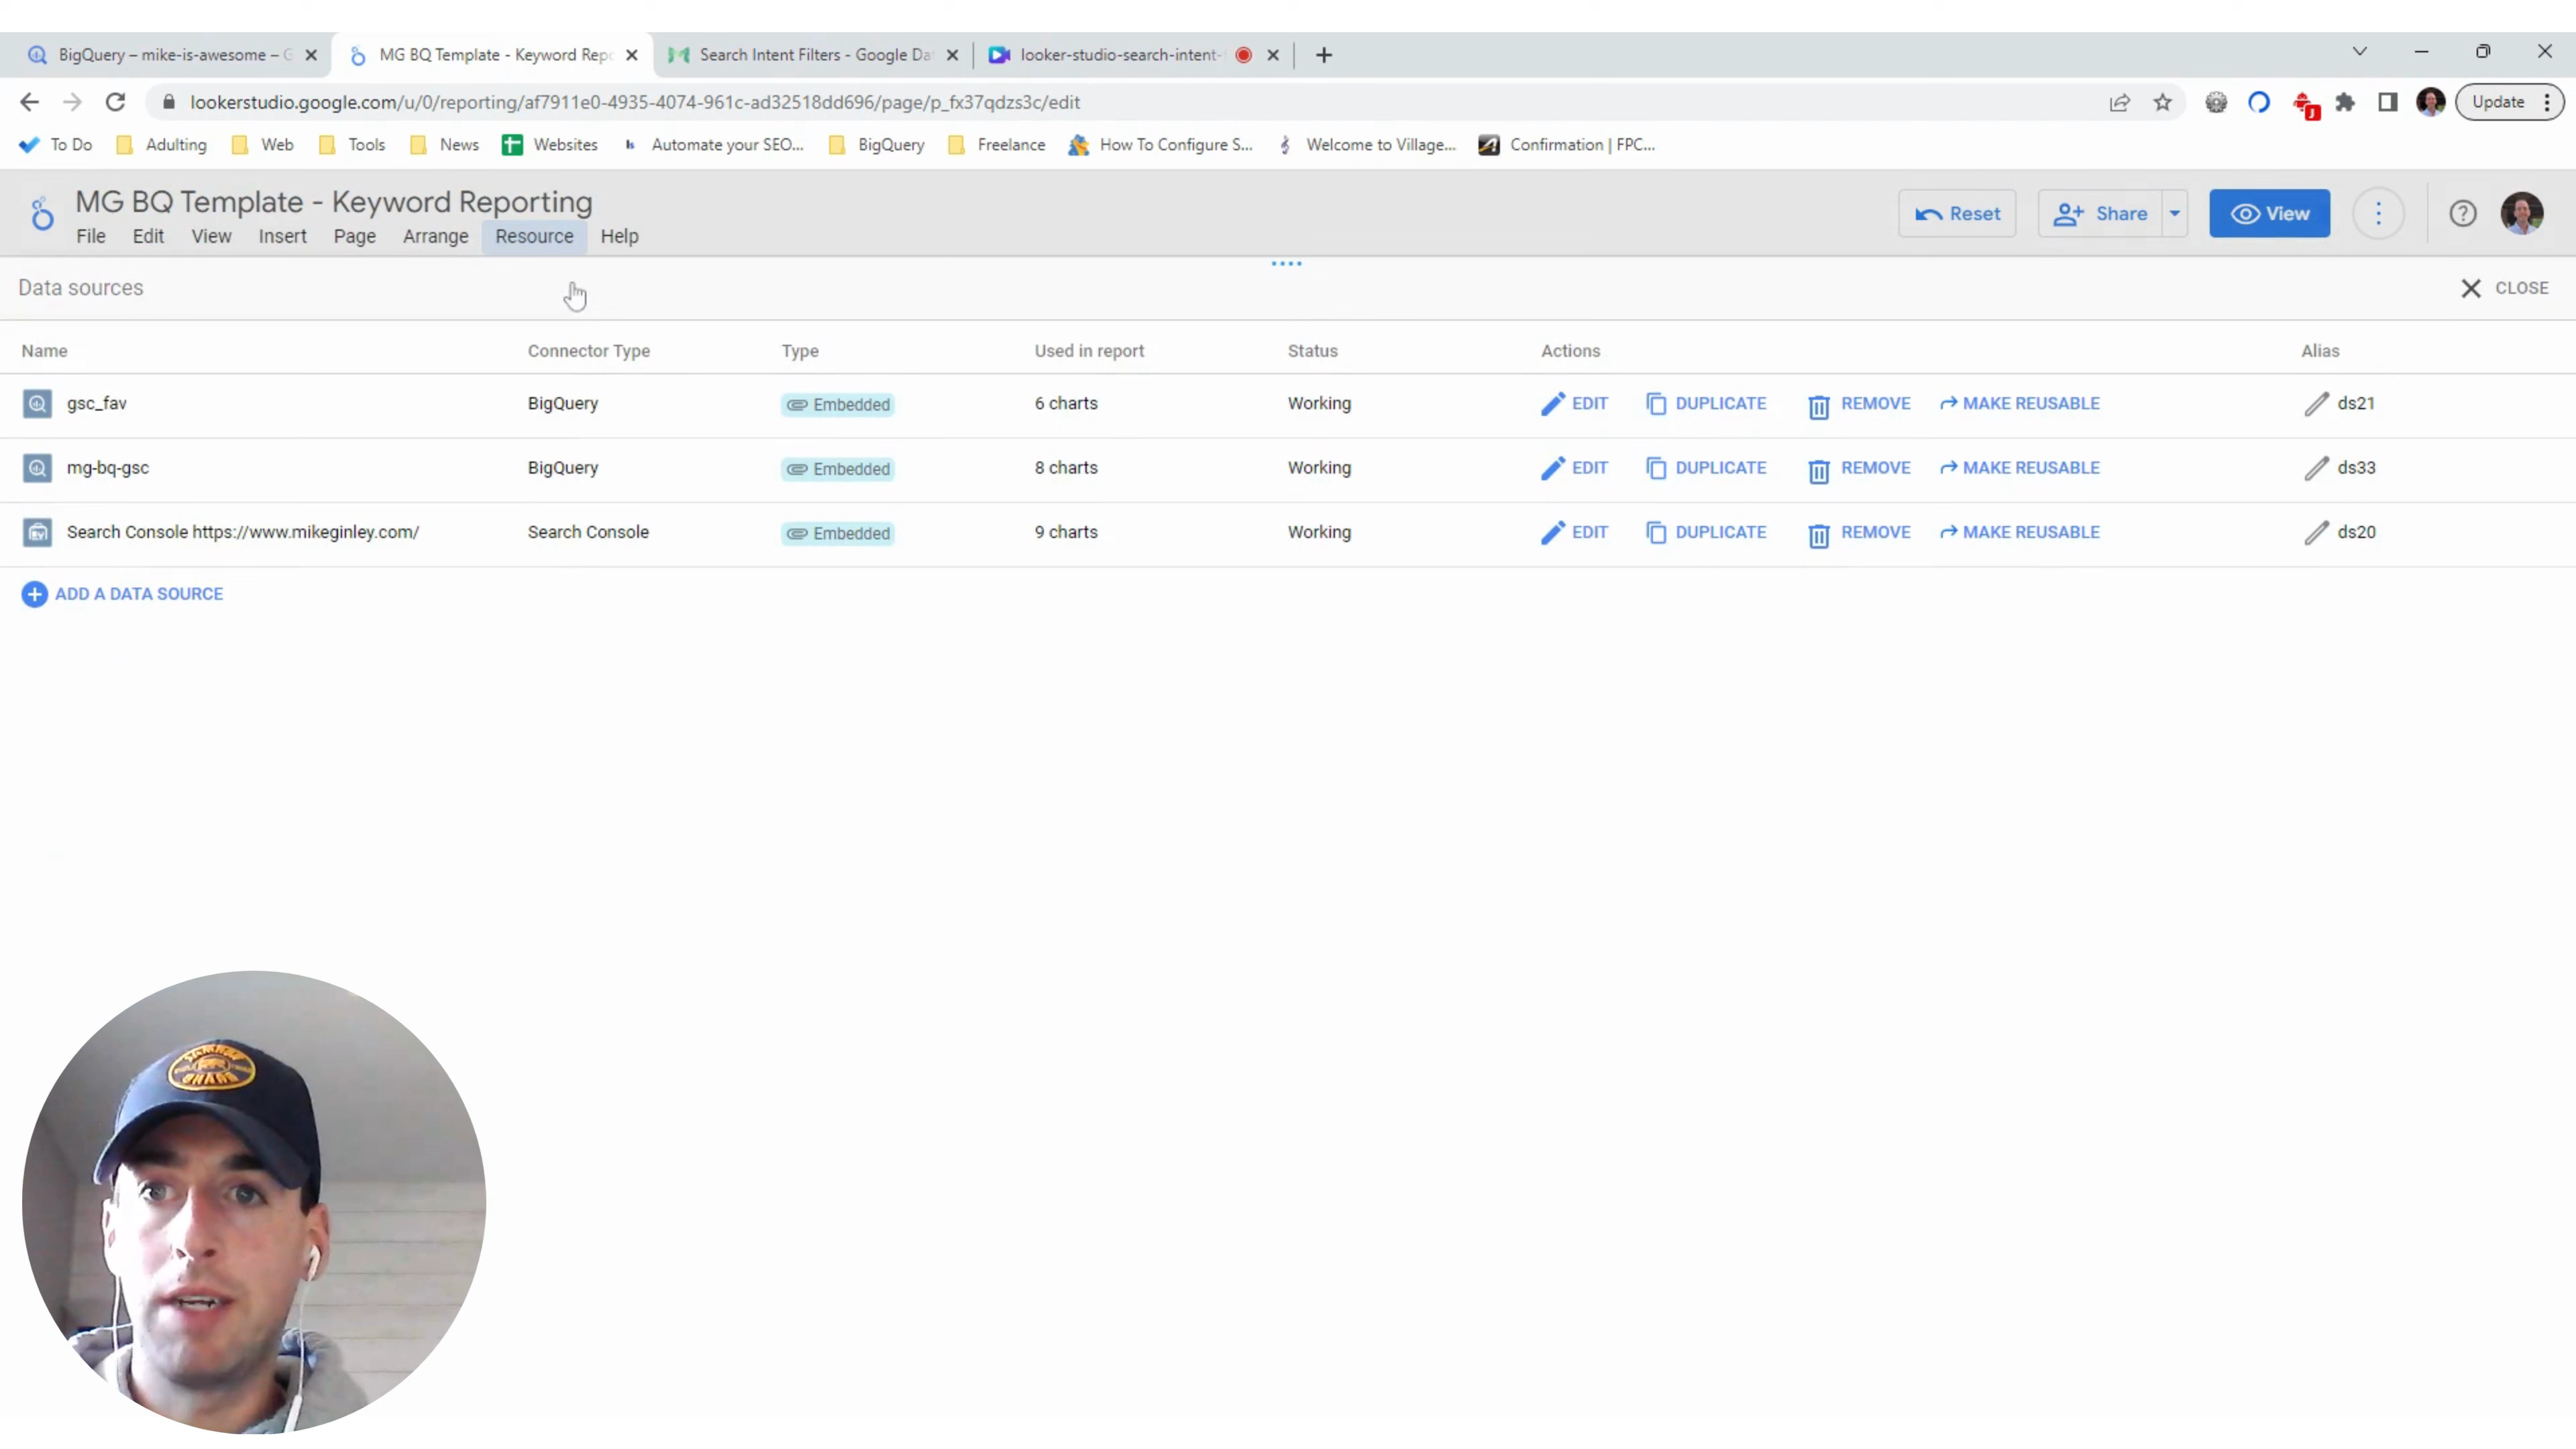 BigQuery – mike-is-awesome – G
MG BQ Template - Keyword Repo
Search Intent Filters - Google Da
looker-studio-search-intent-
lookerstudio.google.com/u/0/reporting/af7911e0-4935-4074-961c-ad32518dd696/page/p_fx37qdzs3c/edit
Update
To Do Adulting Web Tools News Websites Automate your SEO... BigQuery Freelance How To Configure S... Welcome to Village... Confirmation | FPC...
MG BQ Template - Keyword Reporting
File Edit View Insert Page Arrange Resource Help
Reset Share View
Data sources
CLOSE
Name Connector Type Type Used in report Status Actions Alias
gsc_fav BigQuery Embedded 6 charts Working EDIT DUPLICATE REMOVE MAKE REUSABLE ds21
mg-bq-gsc BigQuery Embedded 8 charts Working EDIT DUPLICATE REMOVE MAKE REUSABLE ds33
Search Console https://www.mikeginley.com/ Search Console Embedded 9 charts Working EDIT DUPLICATE REMOVE MAKE REUSABLE ds20
ADD A DATA SOURCE